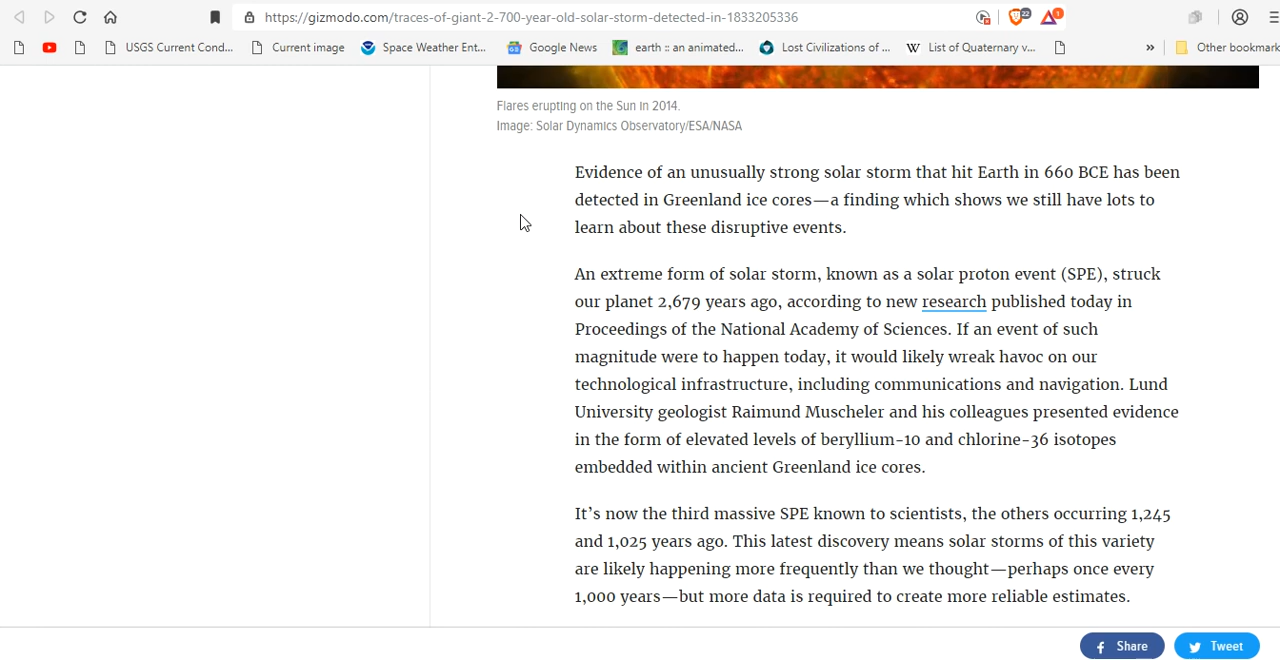 https://gizmodo.com/traces-of-giant-2-700-year-old-solar-storm-detected-in-1833205336
22
1
USGS Current Cond...
Current image
Space Weather Ent...
Google News
earth :: an animated...
Lost Civilizations of ...
W
List of Quaternary v...
»
Other bookmark
Flares erupting on the Sun in 2014.
Image: Solar Dynamics Observatory/ESA/NASA
Evidence of an unusually strong solar storm that hit Earth in 660 BCE has been
detected in Greenland ice cores—a finding which shows we still have lots to
learn about these disruptive events.
An extreme form of solar storm, known as a solar proton event (SPE), struck
our planet 2,679 years ago, according to new research published today in
Proceedings of the National Academy of Sciences. If an event of such
magnitude were to happen today, it would likely wreak havoc on our
technological infrastructure, including communications and navigation. Lund
University geologist Raimund Muscheler and his colleagues presented evidence
in the form of elevated levels of beryllium-10 and chlorine-36 isotopes
embedded within ancient Greenland ice cores.
It’s now the third massive SPE known to scientists, the others occurring 1,245
and 1,025 years ago. This latest discovery means solar storms of this variety
are likely happening more frequently than we thought—perhaps once every
1,000 years—but more data is required to create more reliable estimates.
f Share
Tweet